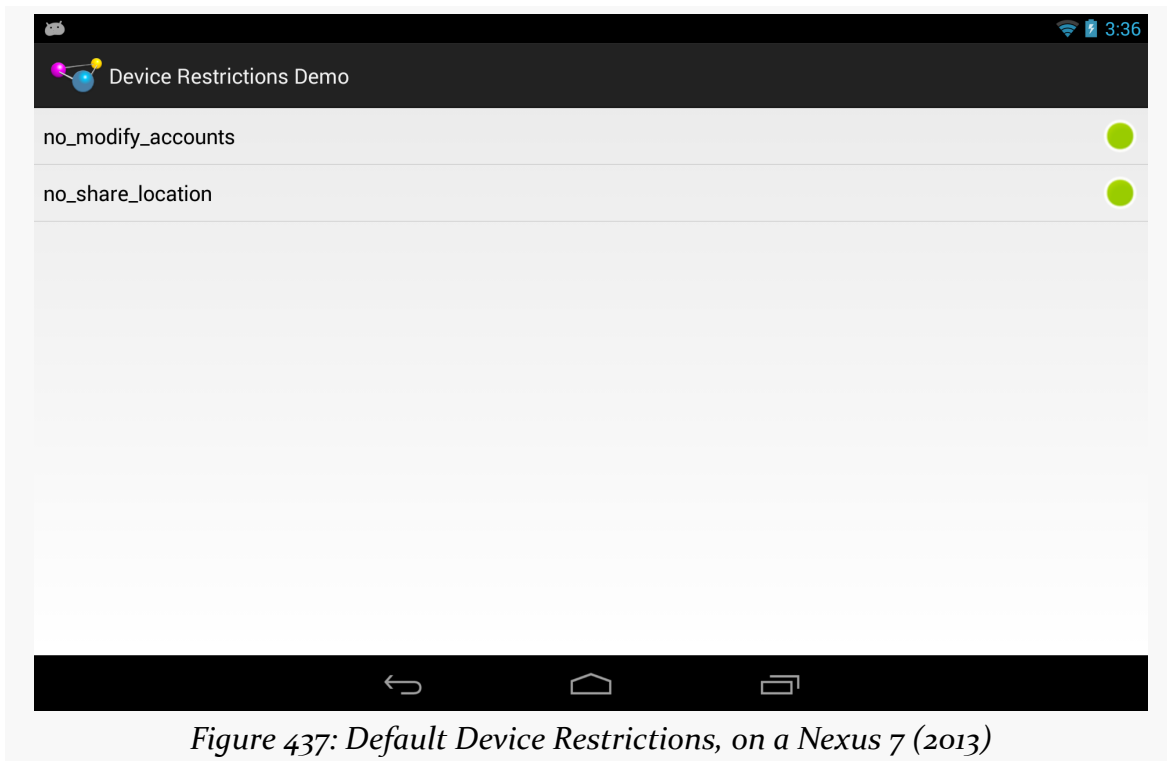 3:36
Device Restrictions Demo
no_modify_accounts
no_share_location
Figure 437: Default Device Restrictions, on a Nexus 7 (2013)